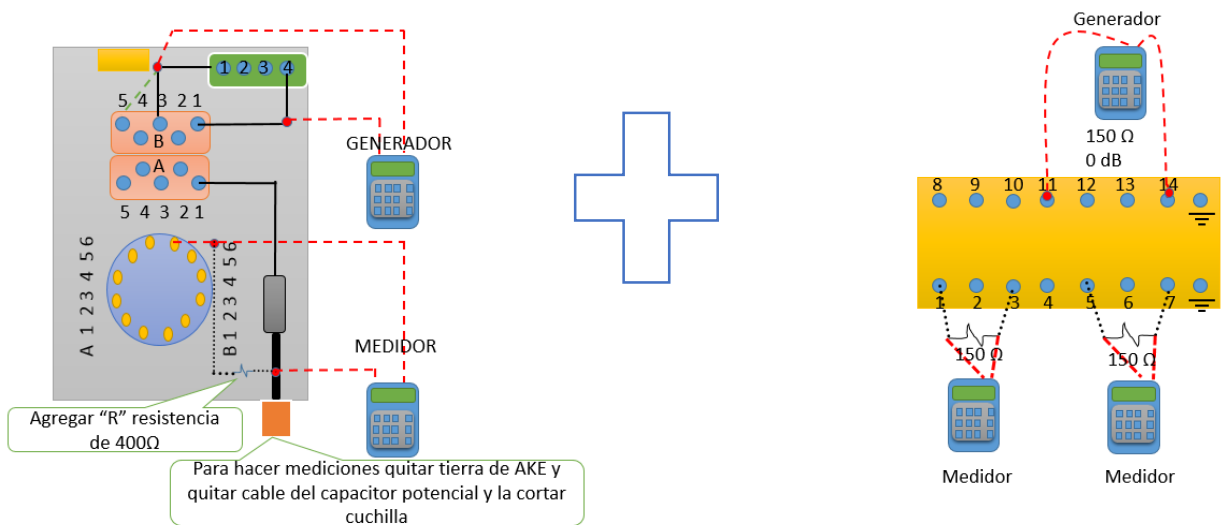 1 2 3 4
5 4 3 2 1
B
A
5 4 3 2 1
A 1 2 3 4 5 6
B 1 2 3 4 5 6
GENERADOR
MEDIDOR
Agregar “R” resistencia
de 400Ω
Para hacer mediciones quitar tierra de AKE y
quitar cable del capacitor potencial y la cortar
cuchilla
Generador
150 Ω
0 dB
8 9 10 11 12 13 14
1 2 3 4 5 6 7
150 Ω
150 Ω
Medidor
Medidor